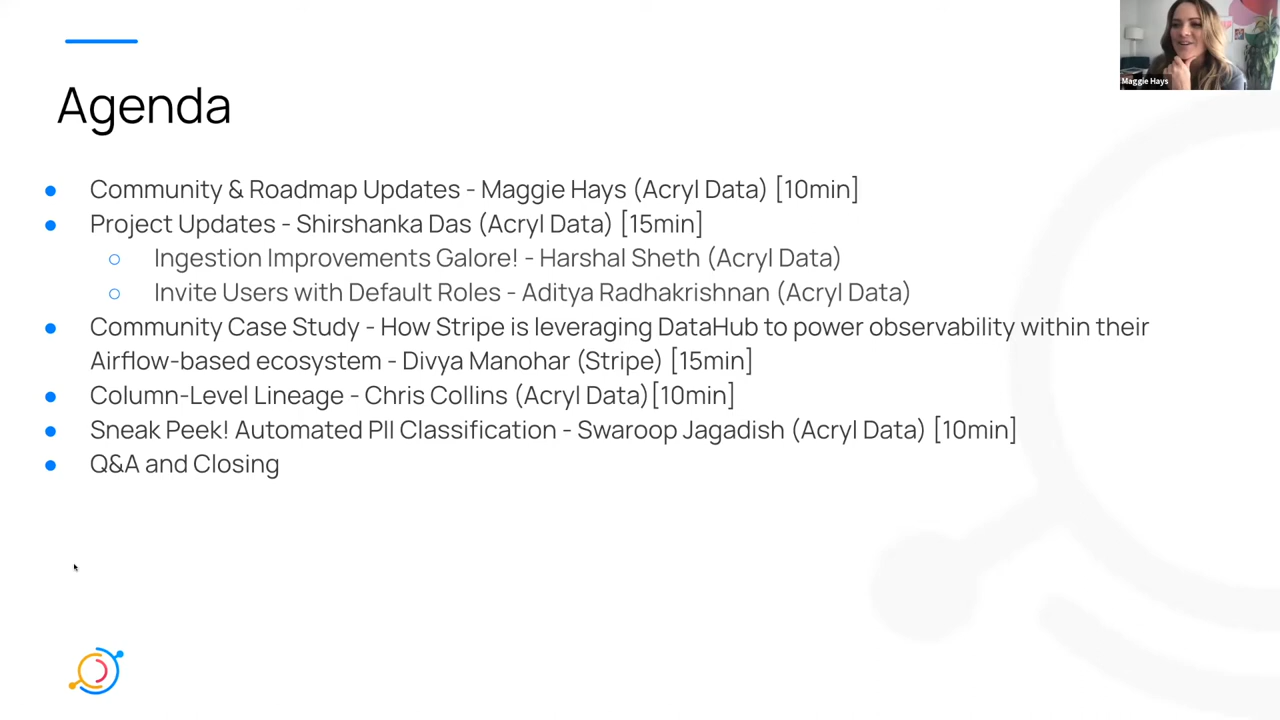 Maggie Hays
Agenda
Community & Roadmap Updates - Maggie Hays (Acryl Data) [10min]
Project Updates - Shirshanka Das (Acryl Data) [15min]
Ingestion Improvements Galore! - Harshal Sheth (Acryl Data)
Invite Users with Default Roles - Aditya Radhakrishnan (Acryl Data)
Community Case Study - How Stripe is leveraging DataHub to power observability within their
Airflow-based ecosystem - Divya Manohar (Stripe) [15min]
Column-Level Lineage - Chris Collins (Acryl Data)[10min]
Sneak Peek! Automated PII Classification - Swaroop Jagadish (Acryl Data) [10min]
Q&A and Closing